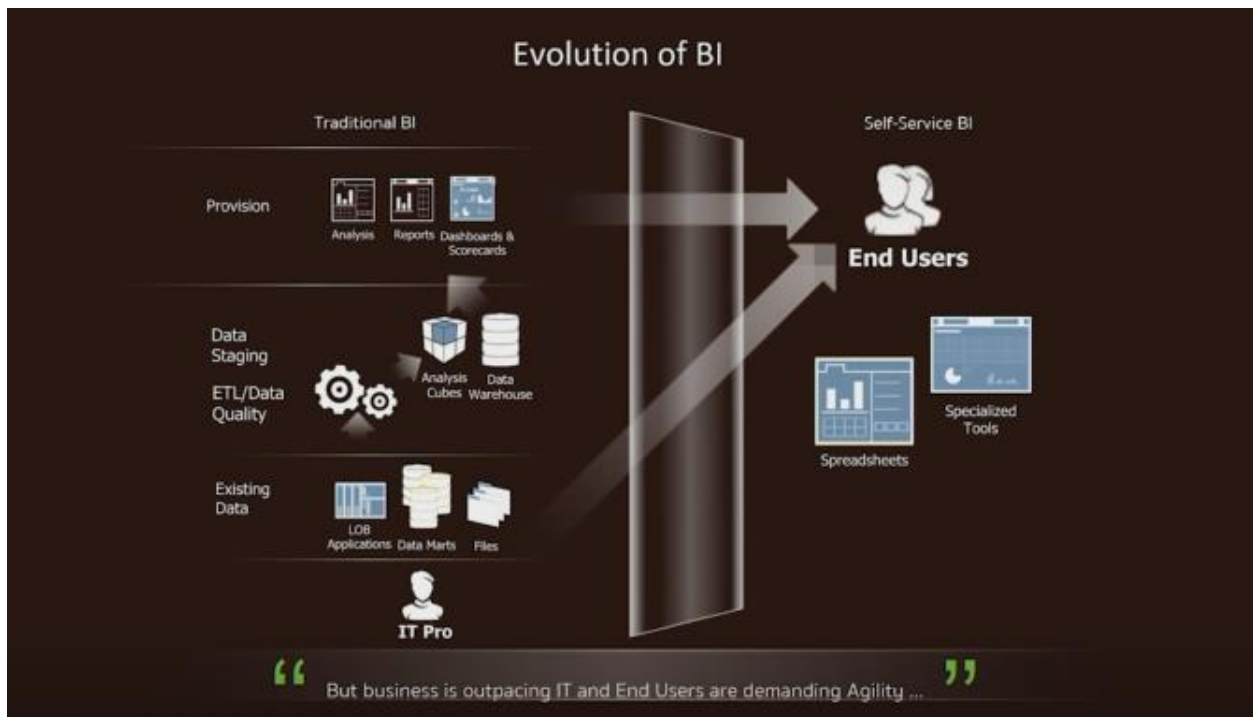 Evolution of BI
Traditional BI
Self-Service BI
Provision
Analysis
Reports
Dashboards &
Scorecards
End Users
Data
Staging
ETL/Data
Quality
Analysis
Cubes
Data
Warehouse
Specialized
Tools
Spreadsheets
Existing
Data
LOB
Applications
Data Marts
Files
IT Pro
“ But business is outpacing IT and End Users are demanding Agility ... ”